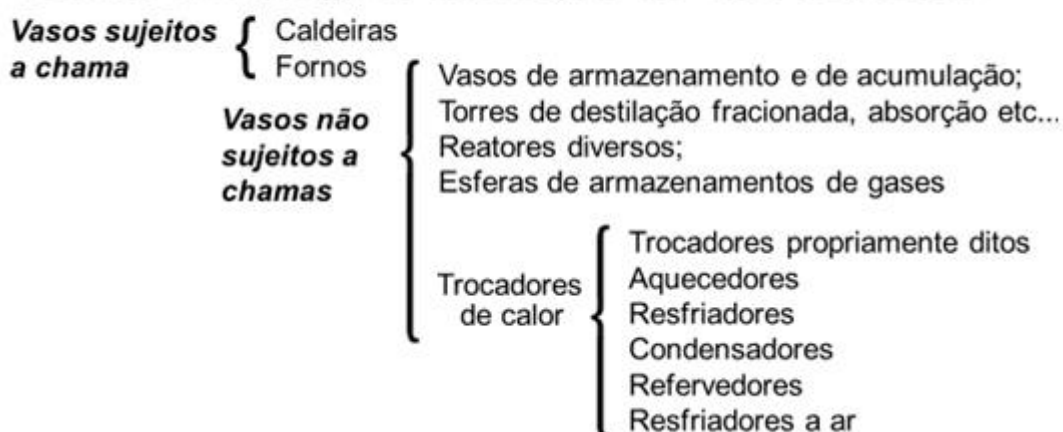 Vasos sujeitos a chama
Caldeiras
Fornos
Vasos não sujeitos a chamas
Vasos de armazenamento e de acumulação;
Torres de destilação fracionada, absorção etc...
Reatores diversos;
Esferas de armazenamentos de gases
Trocadores de calor
Trocadores propriamente ditos
Aquecedores
Resfriadores
Condensadores
Refervedores
Resfriadores a ar